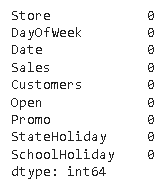 Store 0
DayOfWeek 0
Date 0
Sales 0
Customers 0
Open 0
Promo 0
StateHoliday 0
SchoolHoliday 0
dtype: int64